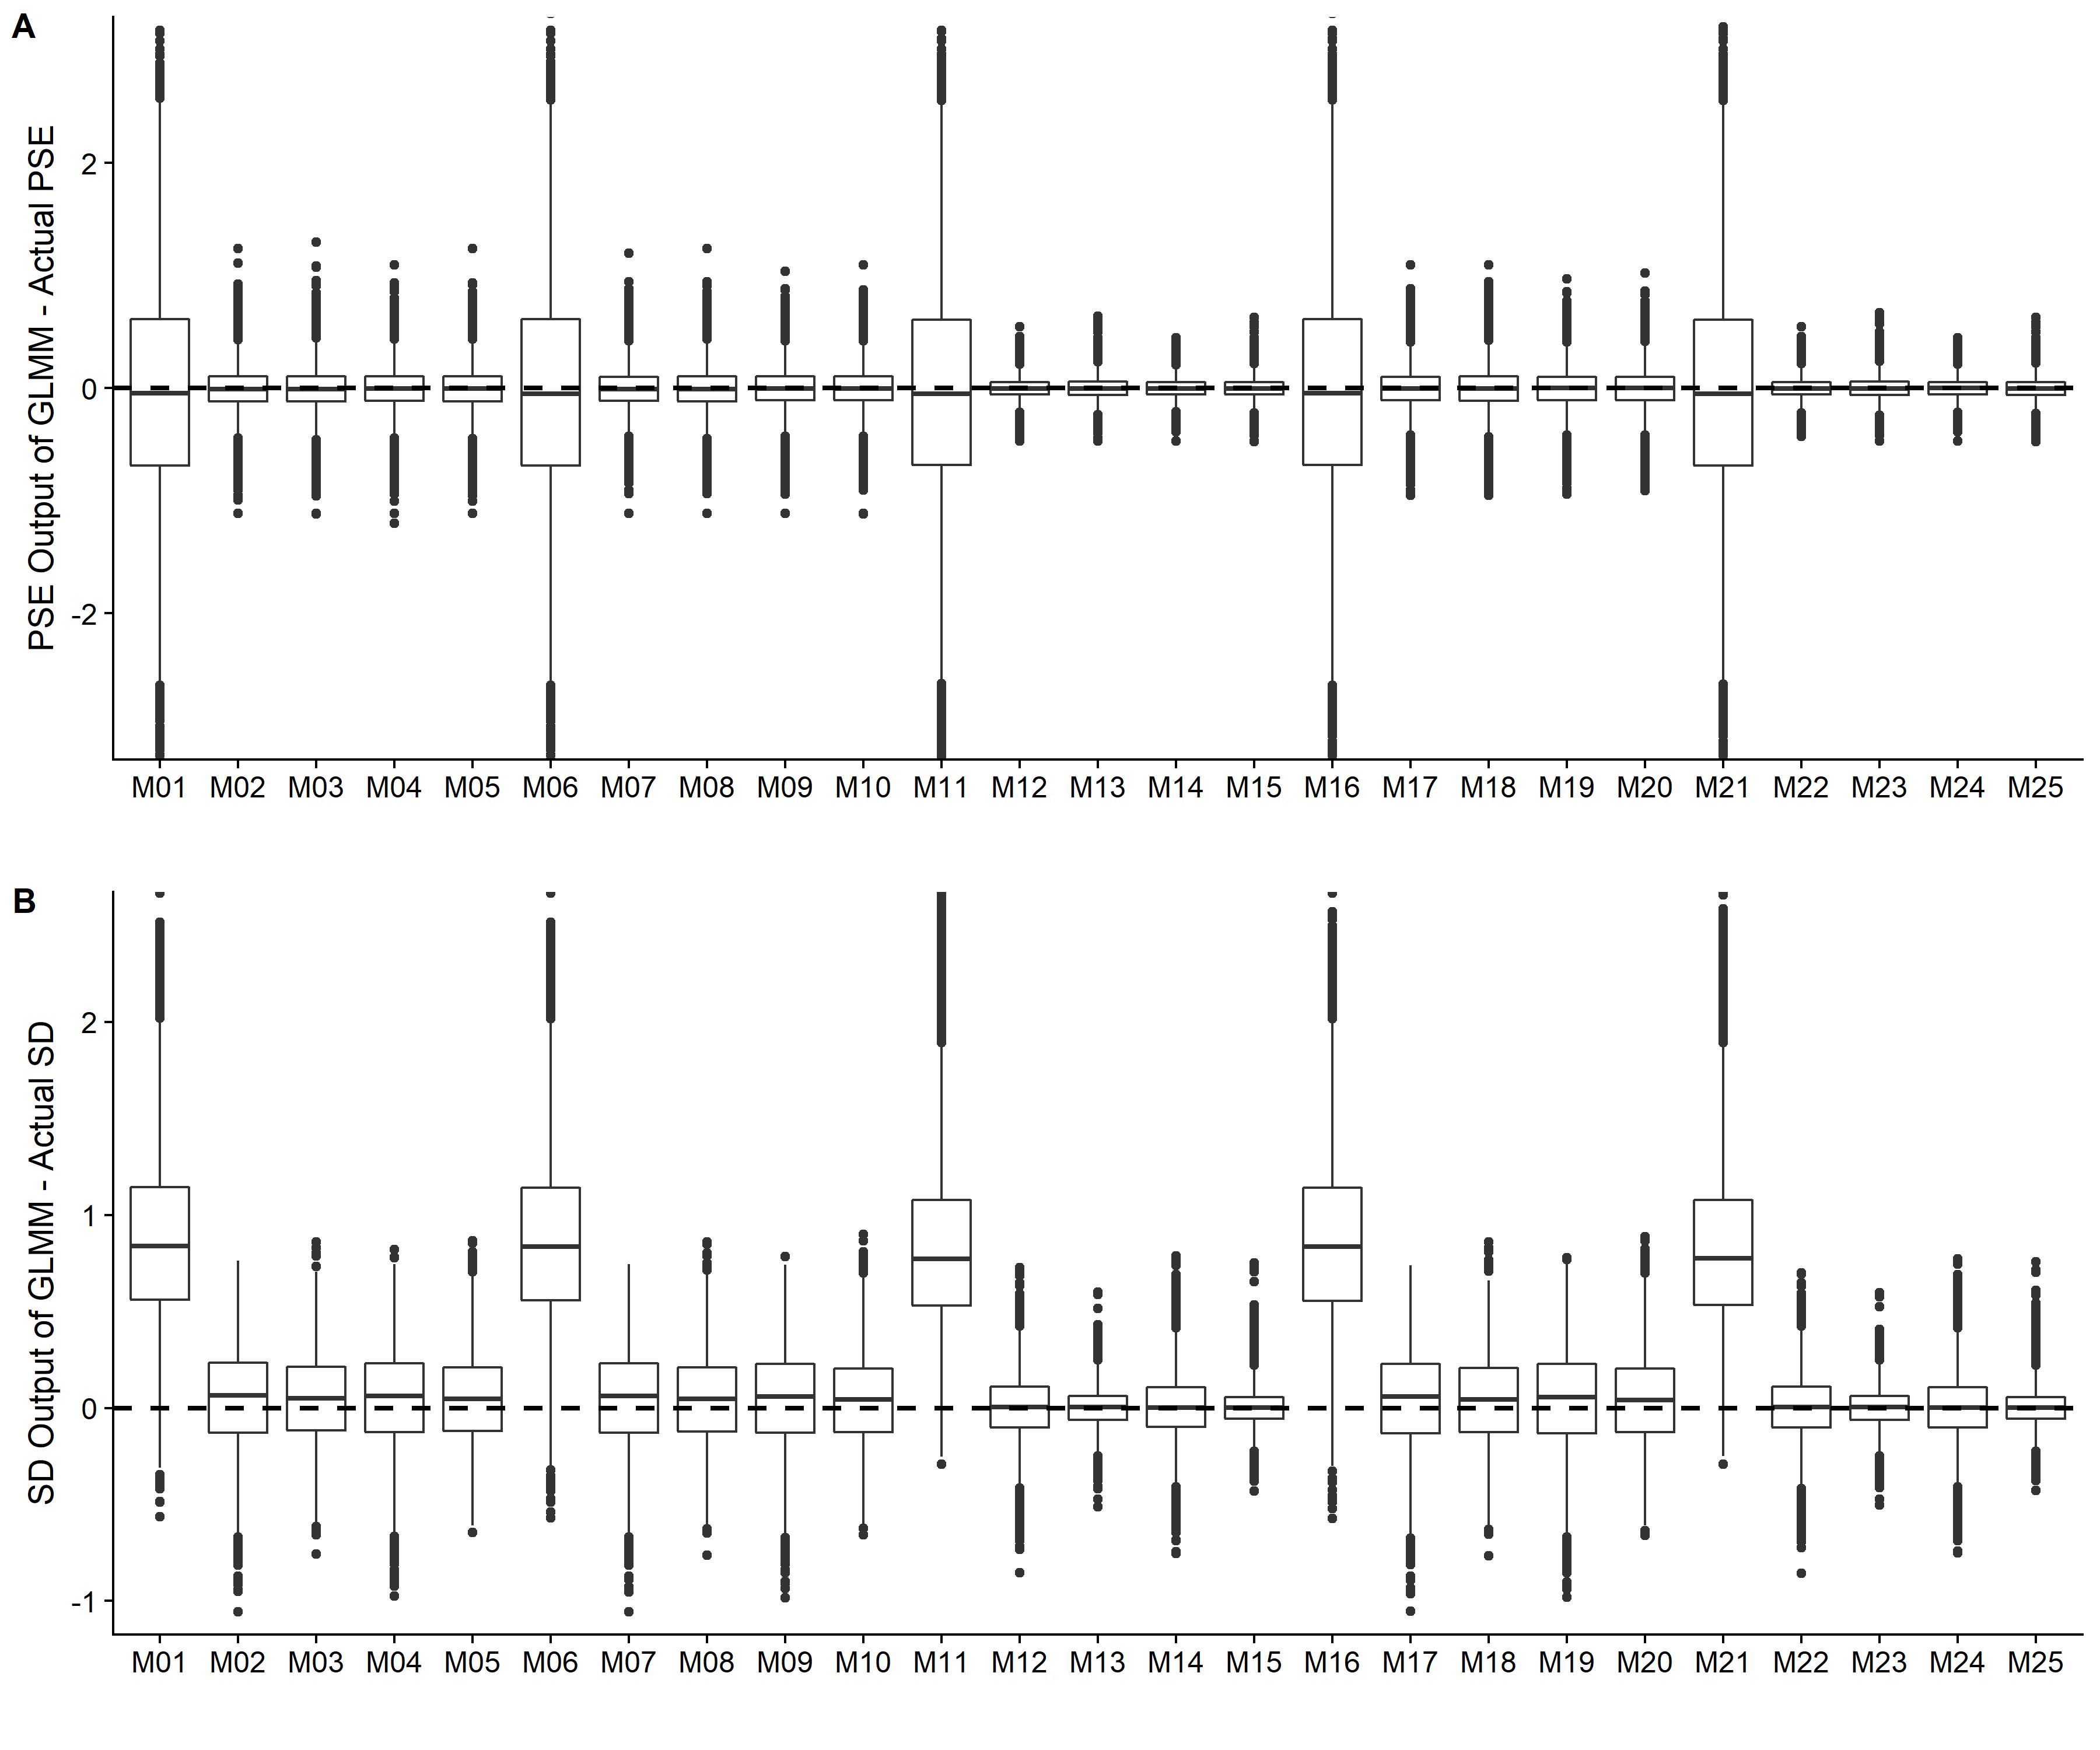 A
PSE Output of GLMM - Actual PSE
2
0
-2
M01 M02 M03 M04 M05 M06 M07 M08 M09 M10 M11 M12 M13 M14 M15 M16 M17 M18 M19 M20 M21 M22 M23 M24 M25
B
SD Output of GLMM - Actual SD
2
1
0
-1
M01 M02 M03 M04 M05 M06 M07 M08 M09 M10 M11 M12 M13 M14 M15 M16 M17 M18 M19 M20 M21 M22 M23 M24 M25